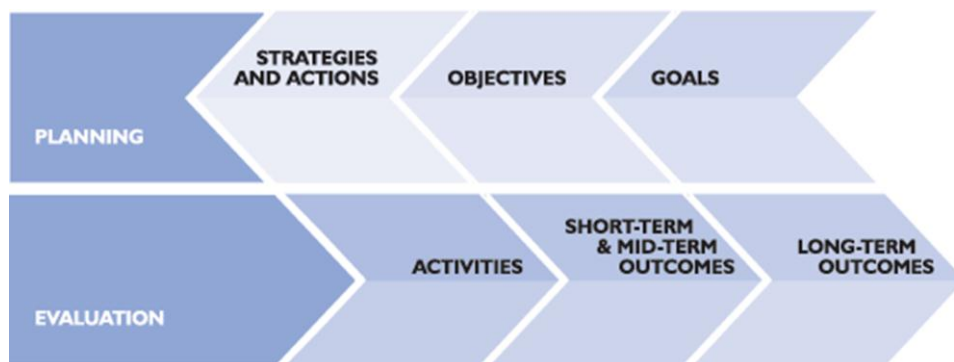 STRATEGIES
AND ACTIONS
OBJECTIVES
GOALS
PLANNING
ACTIVITIES
SHORT-TERM
& MID-TERM
OUTCOMES
LONG-TERM
OUTCOMES
EVALUATION